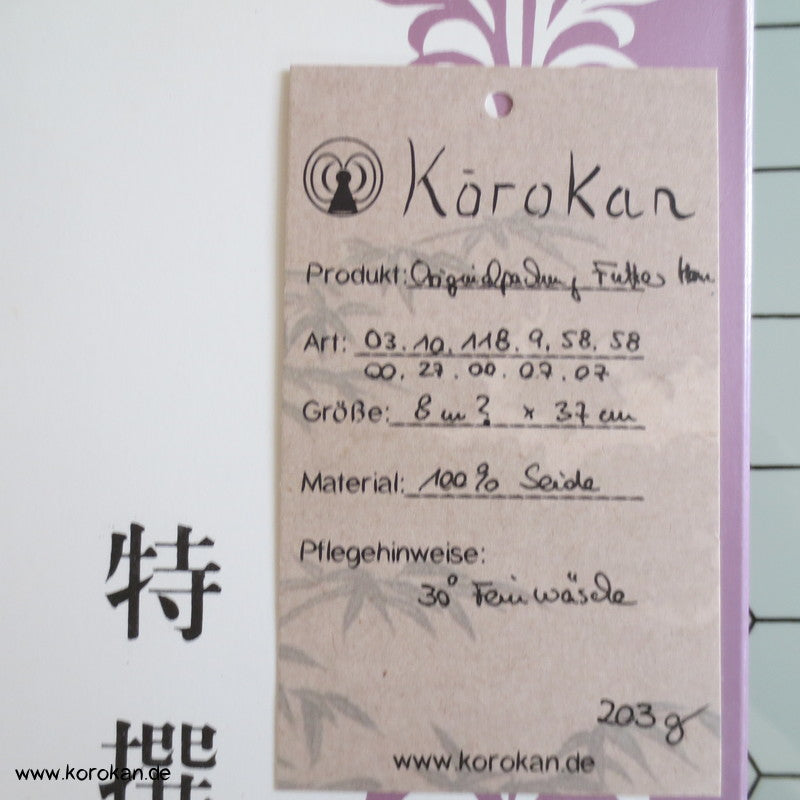 Kōrokan
Produkt: Originalpackung Futter
Art: 03.10.118.9.58.58
00.27.00.07.07
Größe: 8 m ? x 37 cm
Material: 100% Seide
Pflegehinweise:
30° Feinwäsche
203 g
www.korokan.de
特
撰
www.korokan.de